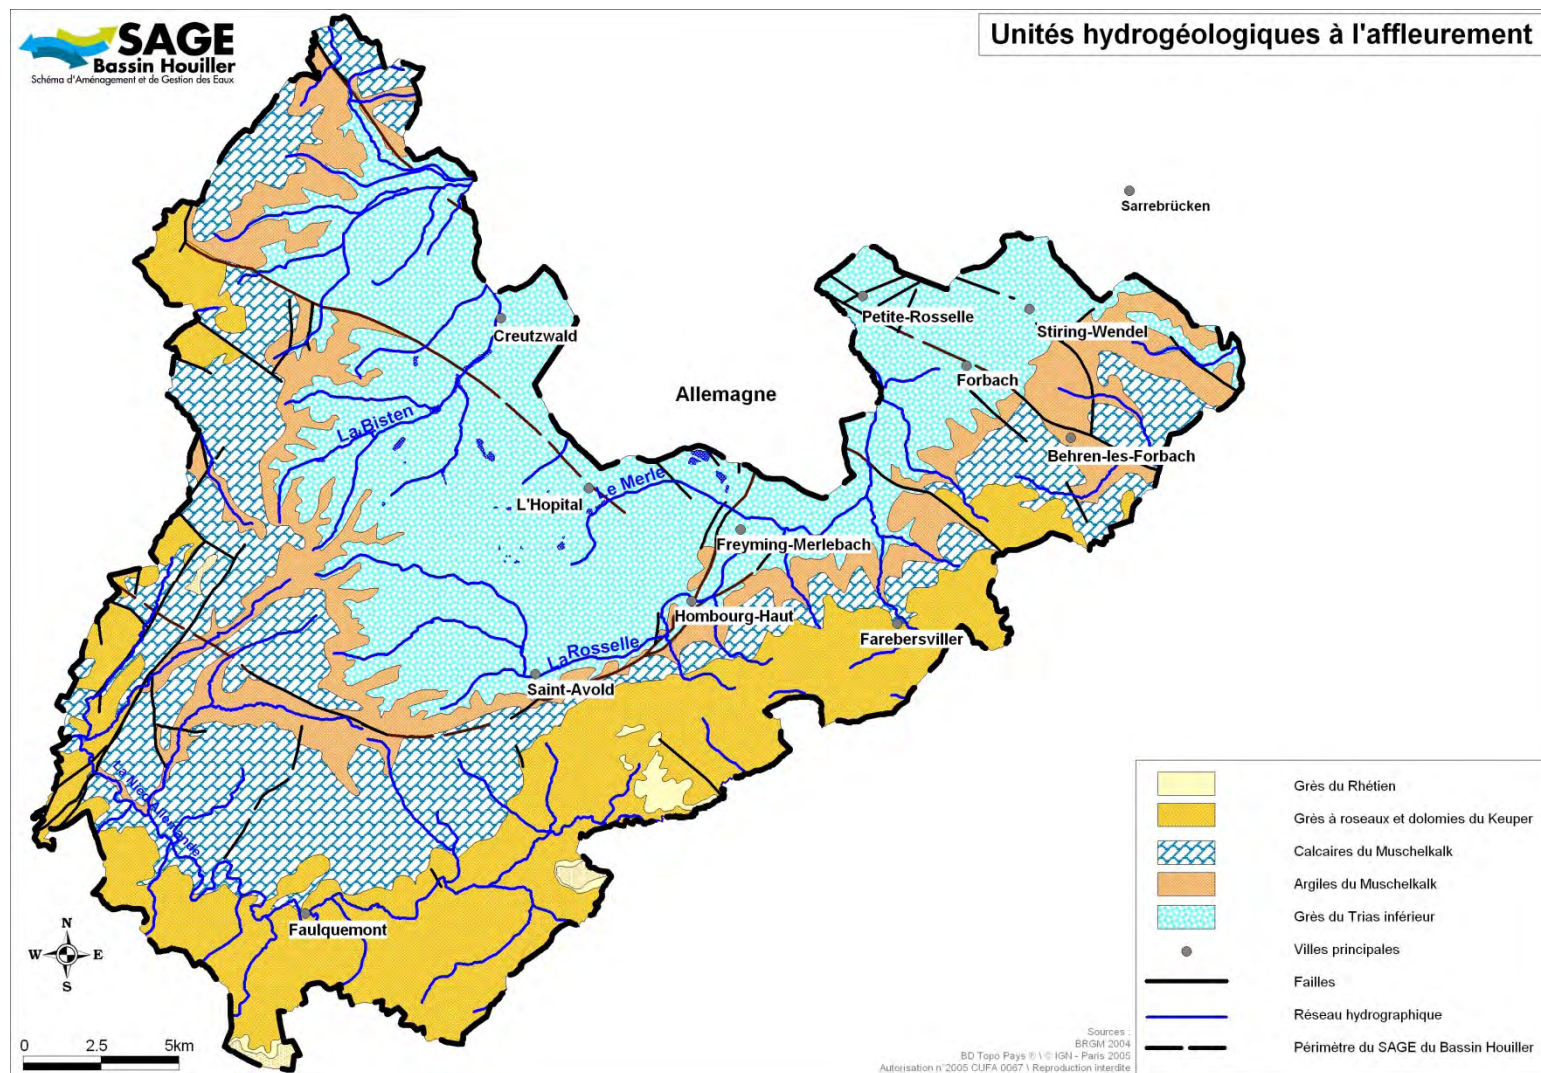 SAGE
Bassin Houiller
Schéma d'Aménagement et de Gestion des Eaux
Unités hydrogéologiques à l'affleurement
Sarrebrücken
Petite-Rosselle
Stiring-Wendel
Creutzwald
Forbach
Allemagne
La Bisten
Behren-les-Forbach
Le Merle
L'Hopital
Freyming-Merlebach
Hombourg-Haut
Farebersviller
La Rosselle
Saint-Avold
La Nied Allemande
Faulquemont
N
W
E
S
0
2.5
5km
Grès du Rhétien
Grès à roseaux et dolomies du Keuper
Calcaires du Muschelkalk
Argiles du Muschelkalk
Grès du Trias inférieur
Villes principales
Failles
Réseau hydrographique
Périmètre du SAGE du Bassin Houiller
Sources :
BRGM 2004
BD Topo Pays ® \ © IGN - Paris 2005
Autorisation n°2005 CUFA 0067 \ Reproduction interdite